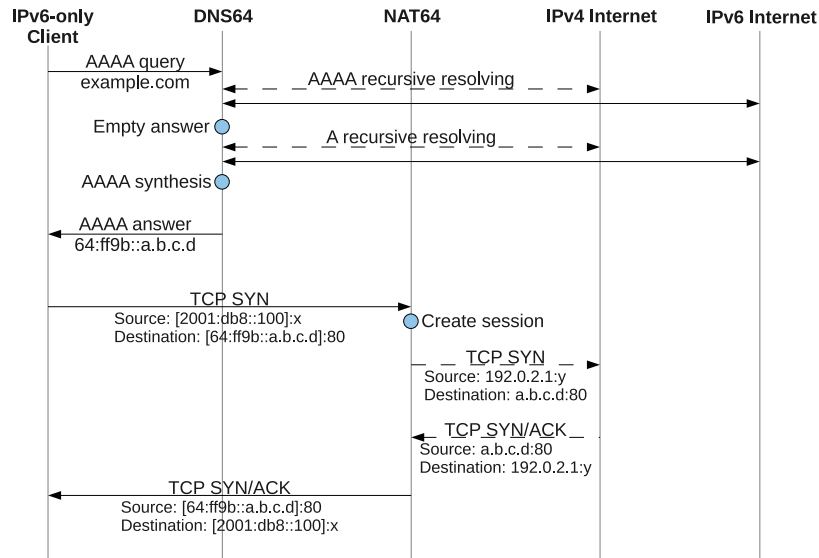 IPv6-only Client
DNS64
NAT64
IPv4 Internet
IPv6 Internet
AAAA query
example.com
AAAA recursive resolving
Empty answer
A recursive resolving
AAAA synthesis
AAAA answer
64:ff9b::a.b.c.d
TCP SYN
Source: [2001:db8::100]:x
Destination: [64:ff9b::a.b.c.d]:80
Create session
TCP SYN
Source: 192.0.2.1:y
Destination: a.b.c.d:80
TCP SYN/ACK
Source: a.b.c.d:80
Destination: 192.0.2.1:y
TCP SYN/ACK
Source: [64:ff9b::a.b.c.d]:80
Destination: [2001:db8::100]:x